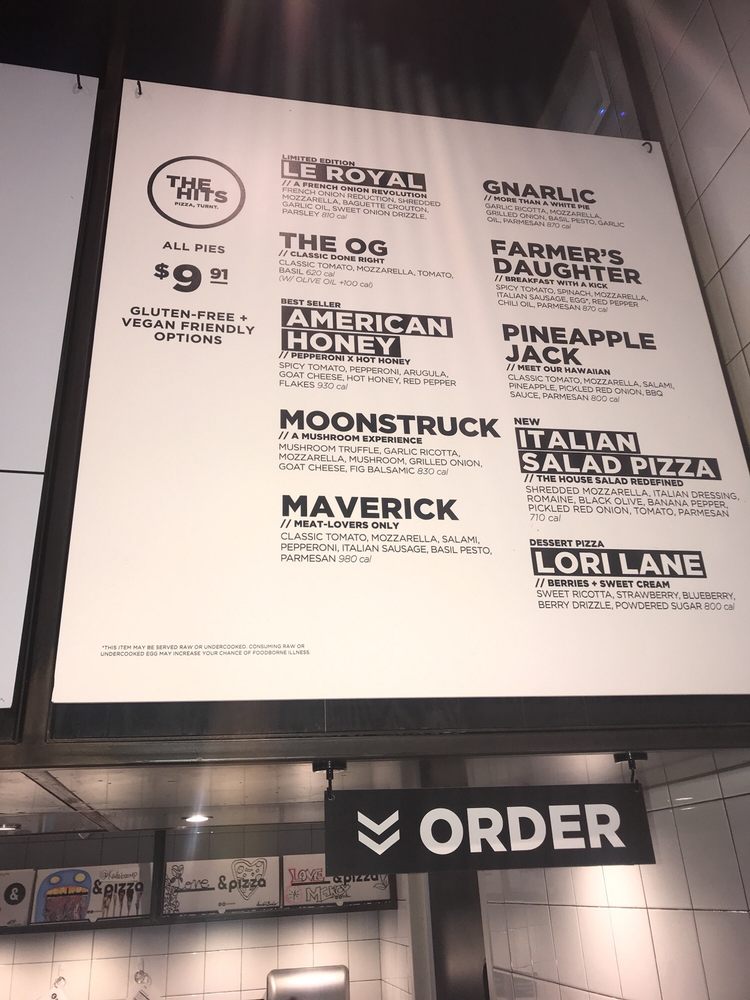 THE
HITS
PIZZA, TURNT.
ALL PIES
$9 91
GLUTEN-FREE +
VEGAN FRIENDLY
OPTIONS
LIMITED EDITION
LE ROYAL
// A FRENCH ONION REVOLUTION
FRENCH ONION REDUCTION, SHREDDED
MOZZARELLA, BAGUETTE CROUTON,
GARLIC OIL, SWEET ONION DRIZZLE,
PARSLEY 810 cal
THE OG
// CLASSIC DONE RIGHT
CLASSIC TOMATO, MOZZARELLA, TOMATO,
BASIL 620 cal
(W/ OLIVE OIL +100 cal)
BEST SELLER
AMERICAN
HONEY
// PEPPERONI X HOT HONEY
SPICY TOMATO, PEPPERONI, ARUGULA,
GOAT CHEESE, HOT HONEY, RED PEPPER
FLAKES 930 cal
MOONSTRUCK
// A MUSHROOM EXPERIENCE
MUSHROOM TRUFFLE, GARLIC RICOTTA,
MOZZARELLA, MUSHROOM, GRILLED ONION,
GOAT CHEESE, FIG BALSAMIC 830 cal
MAVERICK
// MEAT-LOVERS ONLY
CLASSIC TOMATO, MOZZARELLA, SALAMI,
PEPPERONI, ITALIAN SAUSAGE, BASIL PESTO,
PARMESAN 980 cal
GNARLIC
// MORE THAN A WHITE PIE
GARLIC RICOTTA, MOZZARELLA,
GRILLED ONION, BASIL PESTO, GARLIC
OIL, PARMESAN 870 cal
FARMER'S
DAUGHTER
// BREAKFAST WITH A KICK
SPICY TOMATO, SPINACH, MOZZARELLA,
ITALIAN SAUSAGE, EGG*, RED PEPPER
CHILI OIL, PARMESAN 870 cal
PINEAPPLE
JACK
// MEET OUR HAWAIIAN
CLASSIC TOMATO, MOZZARELLA, SALAMI,
PINEAPPLE, PICKLED RED ONION, BBQ
SAUCE, PARMESAN 800 cal
NEW
ITALIAN
SALAD PIZZA
// THE HOUSE SALAD REDEFINED
SHREDDED MOZZARELLA, ITALIAN DRESSING,
ROMAINE, BLACK OLIVE, BANANA PEPPER,
PICKLED RED ONION, TOMATO, PARMESAN
710 cal
DESSERT PIZZA
LORI LANE
// BERRIES + SWEET CREAM
SWEET RICOTTA, STRAWBERRY, BLUEBERRY,
BERRY DRIZZLE, POWDERED SUGAR 800 cal
*THIS ITEM MAY BE SERVED RAW OR UNDERCOOKED. CONSUMING RAW OR
UNDERCOOKED EGG MAY INCREASE YOUR CHANCE OF FOODBORNE ILLNESS.
ORDER
&
&pizza
Love &pizza
LOVE &pizza
MERCY